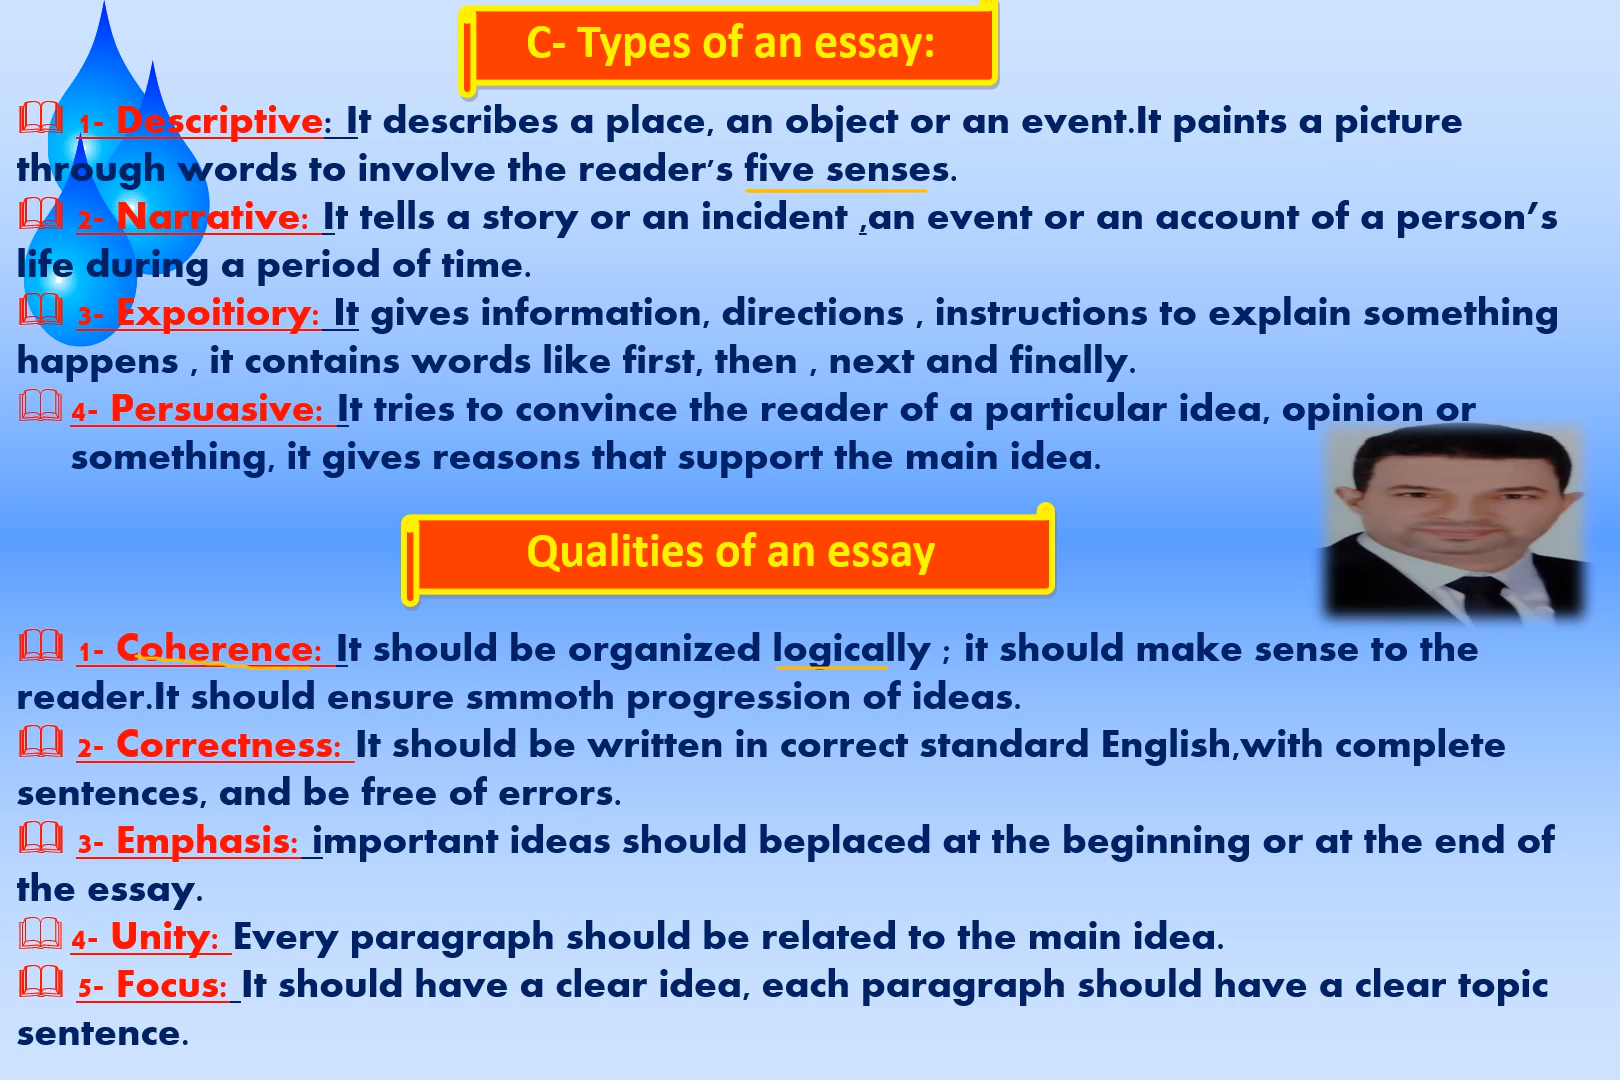 C- Types of an essay:
1- Descriptive: It describes a place, an object or an event.It paints a picture
through words to involve the reader's five senses.
2- Narrative: It tells a story or an incident ,an event or an account of a person’s
life during a period of time.
3- Expoitiory: It gives information, directions , instructions to explain something
happens , it contains words like first, then , next and finally.
4- Persuasive: It tries to convince the reader of a particular idea, opinion or
something, it gives reasons that support the main idea.
Qualities of an essay
1- Coherence: It should be organized logically ; it should make sense to the
reader.It should ensure smmoth progression of ideas.
2- Correctness: It should be written in correct standard English,with complete
sentences, and be free of errors.
3- Emphasis: important ideas should beplaced at the beginning or at the end of
the essay.
4- Unity: Every paragraph should be related to the main idea.
5- Focus: It should have a clear idea, each paragraph should have a clear topic
sentence.